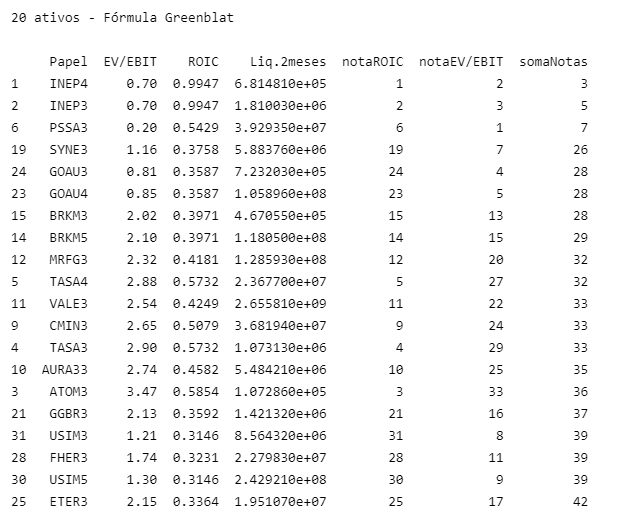 20 ativos - Fórmula Greenblat
Papel EV/EBIT ROIC Liq.2meses notaROIC notaEV/EBIT somaNotas
1 INEP4 0.70 0.9947 6.814810e+05 1 2 3
2 INEP3 0.70 0.9947 1.810030e+06 2 3 5
6 PSSA3 0.20 0.5429 3.929350e+07 6 1 7
19 SYNE3 1.16 0.3758 5.883760e+06 19 7 26
24 GOAU3 0.81 0.3587 7.232030e+05 24 4 28
23 GOAU4 0.85 0.3587 1.058960e+08 23 5 28
15 BRKM3 2.02 0.3971 4.670550e+05 15 13 28
14 BRKM5 2.10 0.3971 1.180500e+08 14 15 29
12 MRFG3 2.32 0.4181 1.285930e+08 12 20 32
5 TASA4 2.88 0.5732 2.367700e+07 5 27 32
11 VALE3 2.54 0.4249 2.655810e+09 11 22 33
9 CMIN3 2.65 0.5079 3.681940e+07 9 24 33
4 TASA3 2.90 0.5732 1.073130e+06 4 29 33
10 AURA33 2.74 0.4582 5.484210e+06 10 25 35
3 ATOM3 3.47 0.5854 1.072860e+05 3 33 36
21 GGBR3 2.13 0.3592 1.421320e+06 21 16 37
31 USIM3 1.21 0.3146 8.564320e+06 31 8 39
28 FHER3 1.74 0.3231 2.279830e+07 28 11 39
30 USIM5 1.30 0.3146 2.429210e+08 30 9 39
25 ETER3 2.15 0.3364 1.951070e+07 25 17 42